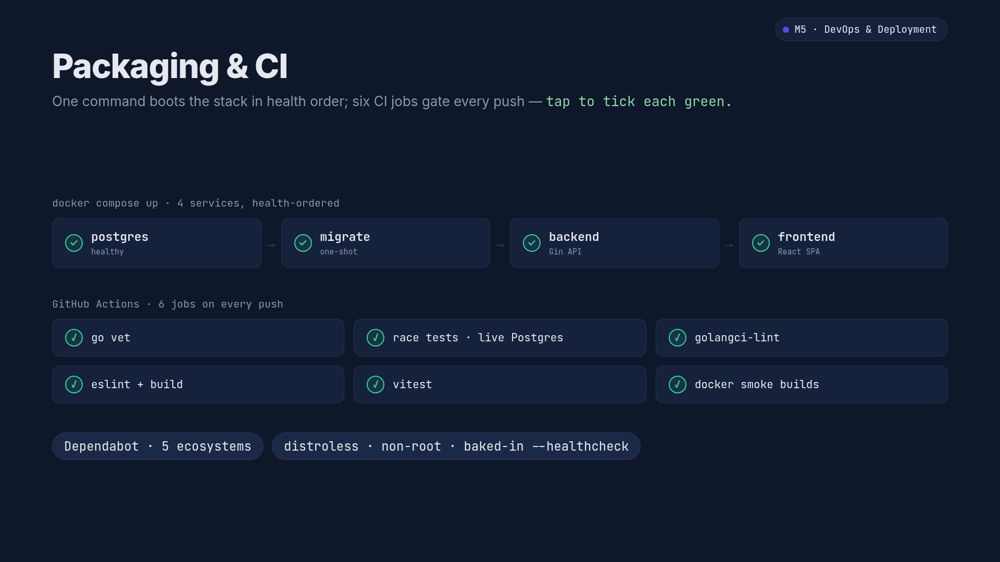 M5 · DevOps & Deployment
Packaging & CI
One command boots the stack in health order; six CI jobs gate every push — tap to tick each green.
docker compose up · 4 services, health-ordered
postgres
healthy
→
migrate
one-shot
→
backend
Gin API
→
frontend
React SPA
GitHub Actions · 6 jobs on every push
✓ go vet
✓ race tests · live Postgres
✓ golangci-lint
✓ eslint + build
✓ vitest
✓ docker smoke builds
Dependabot · 5 ecosystems
distroless · non-root · baked-in --healthcheck